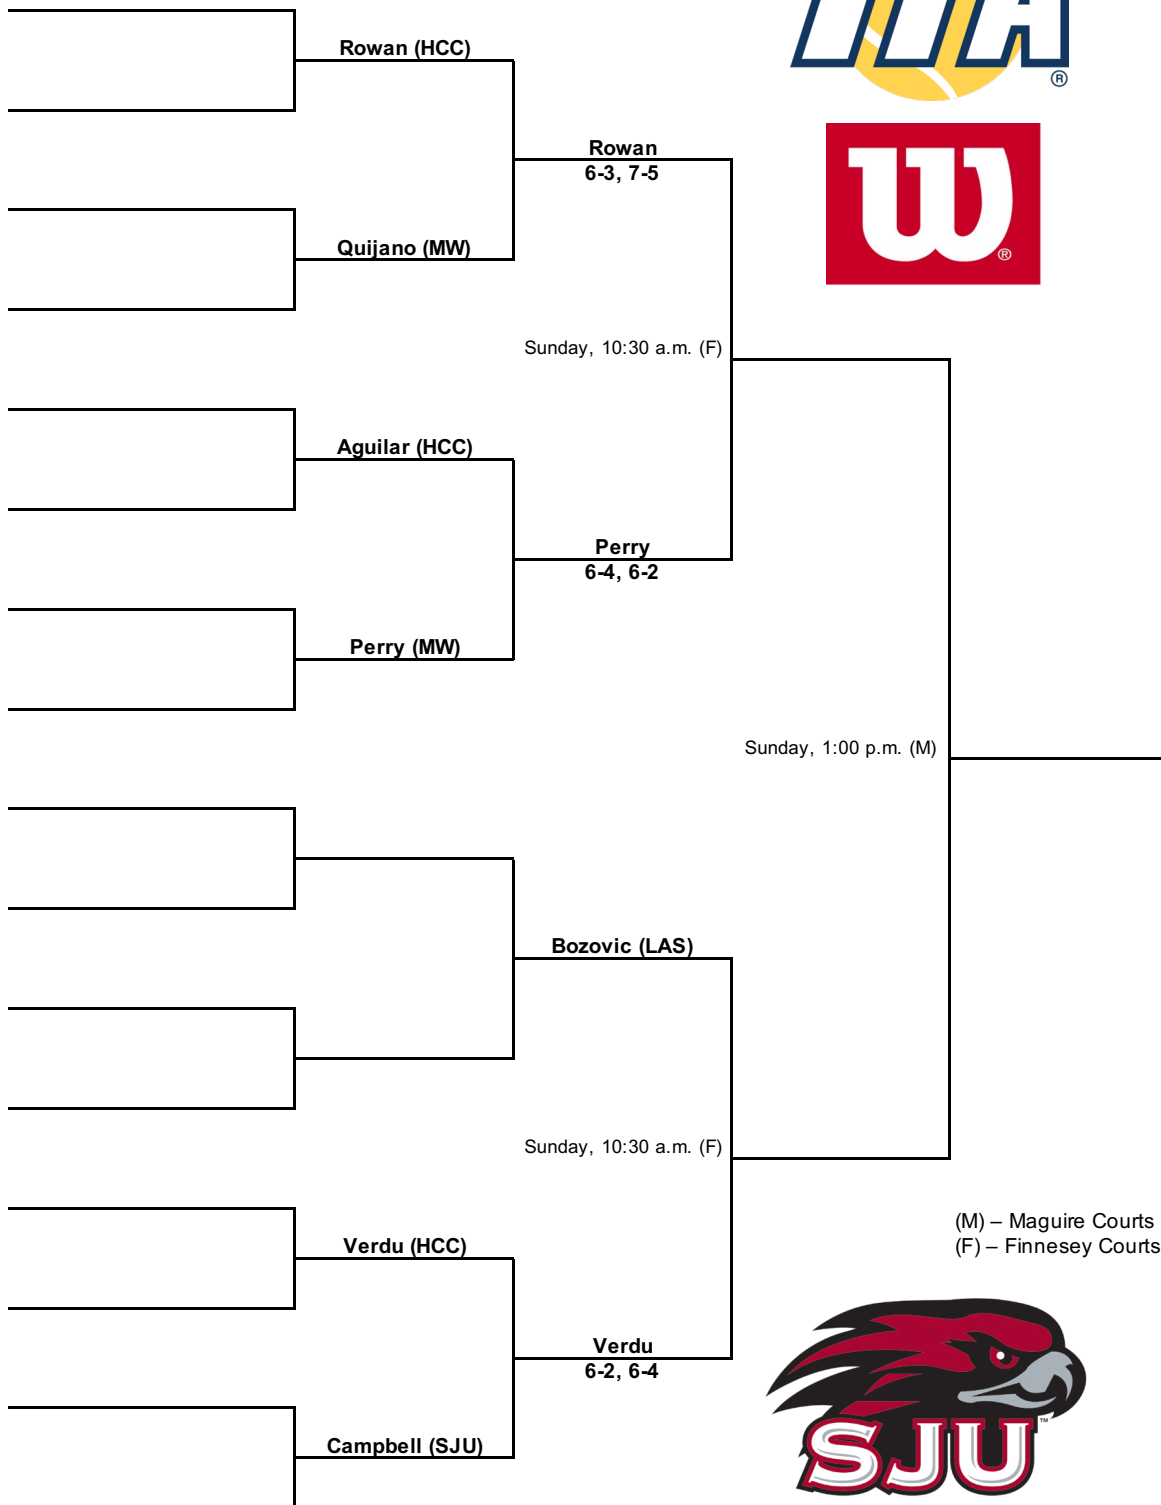 ITA
®
Rowan (HCC)
Rowan
6-3, 7-5
W
®
Quijano (MW)
Sunday, 10:30 a.m. (F)
Aguilar (HCC)
Perry
6-4, 6-2
Perry (MW)
Sunday, 1:00 p.m. (M)
Bozovic (LAS)
Sunday, 10:30 a.m. (F)
(M) – Maguire Courts
(F) – Finnesey Courts
Verdu (HCC)
Verdu
6-2, 6-4
Campbell (SJU)
SJU
™